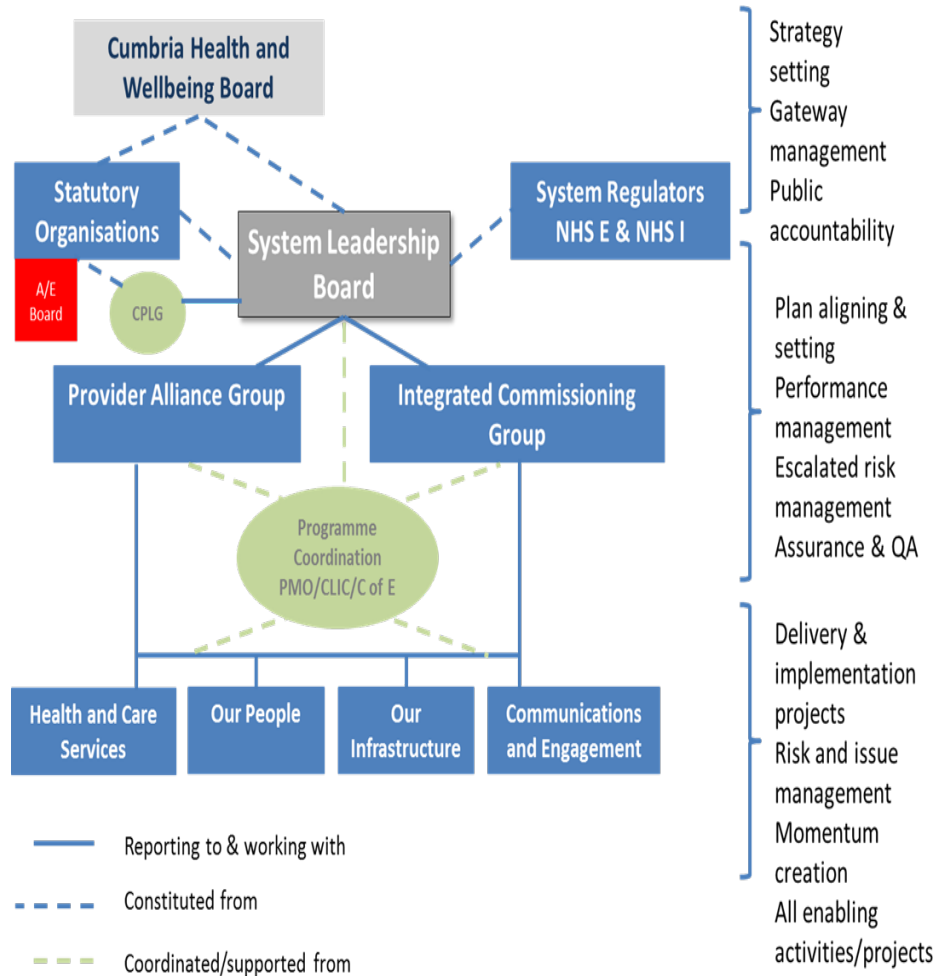 Cumbria Health and
Wellbeing Board
Statutory
Organisations
System Regulators
NHS E & NHS I
System Leadership
Board
A/E
Board
CPLG
Provider Alliance Group
Integrated Commissioning
Group
Programme
Coordination
PMO/CLIC/C of E
Health and Care
Services
Our People
Our
Infrastructure
Communications
and Engagement
Reporting to & working with
Constituted from
Coordinated/supported from
Strategy
setting
Gateway
management
Public
accountability
Plan aligning &
setting
Performance
management
Escalated risk
management
Assurance & QA
Delivery &
implementation
projects
Risk and issue
management
Momentum
creation
All enabling
activities/projects